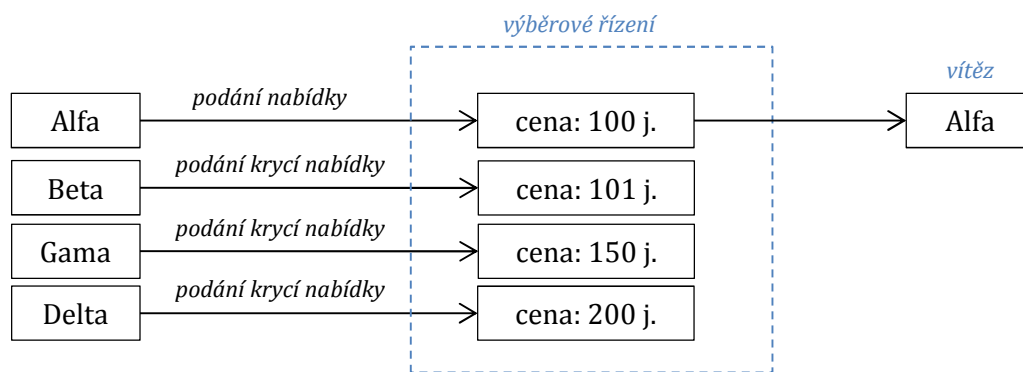 výběrové řízení
vítěz
Alfa
podání nabídky
cena: 100 j.
Alfa
Beta
podání krycí nabídky
cena: 101 j.
Gama
podání krycí nabídky
cena: 150 j.
Delta
podání krycí nabídky
cena: 200 j.